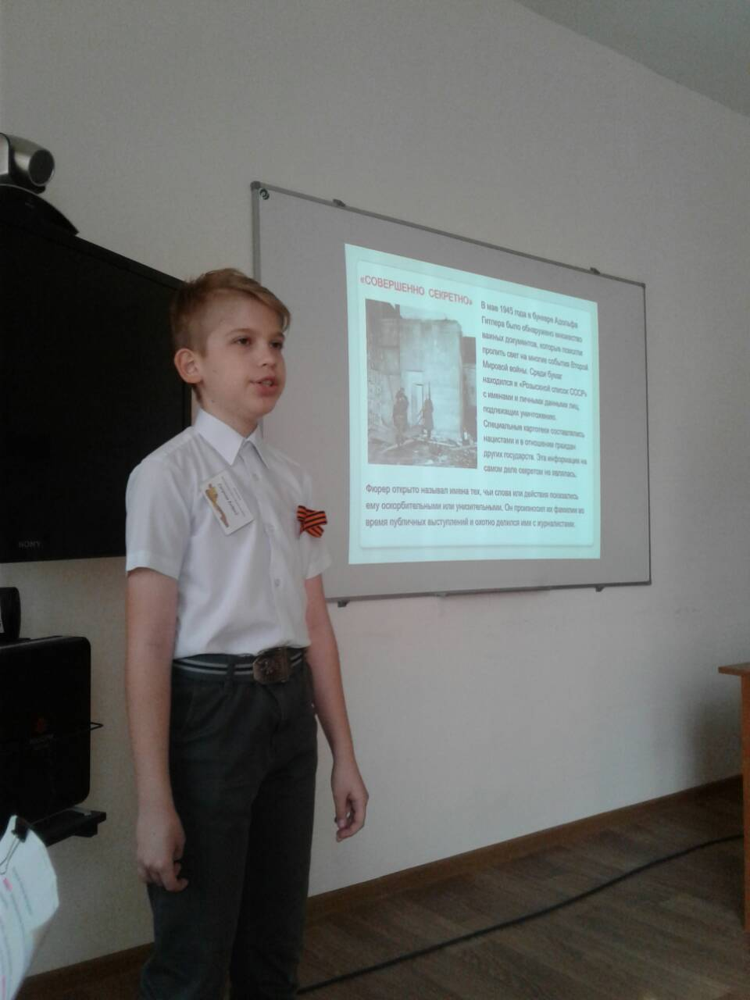 «СОВЕРШЕННО СЕКРЕТНО»
В мае 1945 года в бункере Адольфа
Гитлера было обнаружено множество
важных документов, которые помогли
пролить свет на многие события Второй
Мировой войны. Среди бумаг
находился и «Розыскной список СССР»
с именами и личными данными лиц,
подлежащих уничтожению.
Специальные картотеки составлялись
нацистами и в отношении граждан
других государств. Эта информация на
самом деле секретом не являлась.
Фюрер открыто называл имена тех, чьи слова или действия показались
ему оскорбительными или унизительными. Он произносил их фамилии во
время публичных выступлений и охотно делился ими с журналистами.
SONY